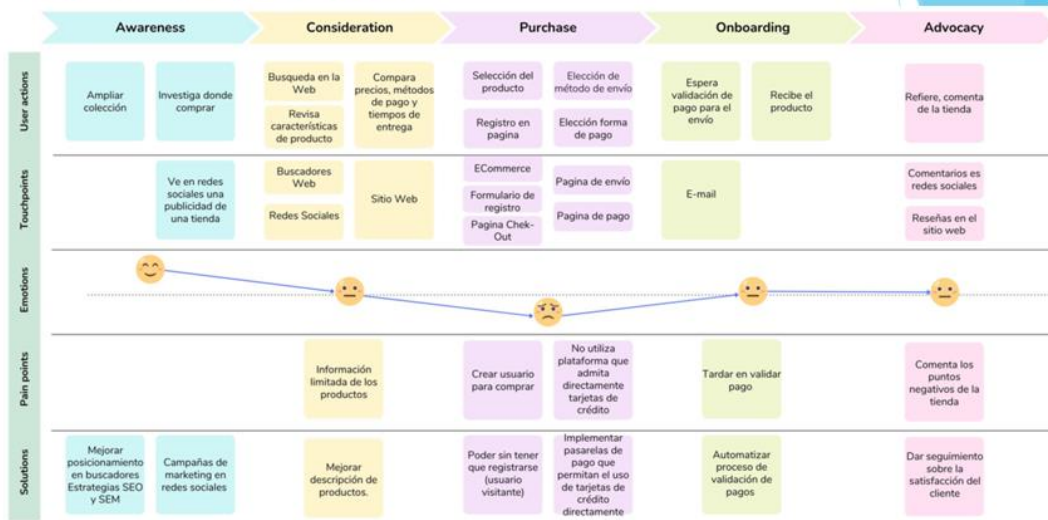 Awareness
Consideration
Purchase
Onboarding
Advocacy
User actions
Ampliar
colección
Investiga donde
comprar
Busqueda en la
Web
Revisa
características
de producto
Compara
precios, métodos
de pago y
tiempos de
entrega
Selección del
producto
Registro en
pagina
Elección de
método de envío
Elección forma
de pago
Espera
validación de
pago para el
envío
Recibe el
producto
Refiere, comenta
de la tienda
Touchpoints
Ve en redes
sociales una
publicidad de
una tienda
Buscadores
Web
Redes Sociales
Sitio Web
ECommerce
Formulario de
registro
Pagina Chek-
Out
Pagina de envío
Pagina de pago
E-mail
Comentarios es
redes sociales
Reseñas en el
sitio web
Emotions
Pain points
Información
limitada de los
productos
Crear usuario
para comprar
No utiliza
plataforma que
admita
directamente
tarjetas de
crédito
Tardar en validar
pago
Comenta los
puntos
negativos de la
tienda
Solutions
Mejorar
posicionamiento
en buscadores
Estrategias SEO
y SEM
Campañas de
marketing en
redes sociales
Mejorar
descripción de
productos.
Poder sin tener
que registrarse
(usuario
visitante)
Implementar
pasarelas de
pago que
permitan el uso
de tarjetas de
crédito
directamente
Automatizar
proceso de
validación de
pagos
Dar seguimiento
sobre la
satisfacción del
cliente